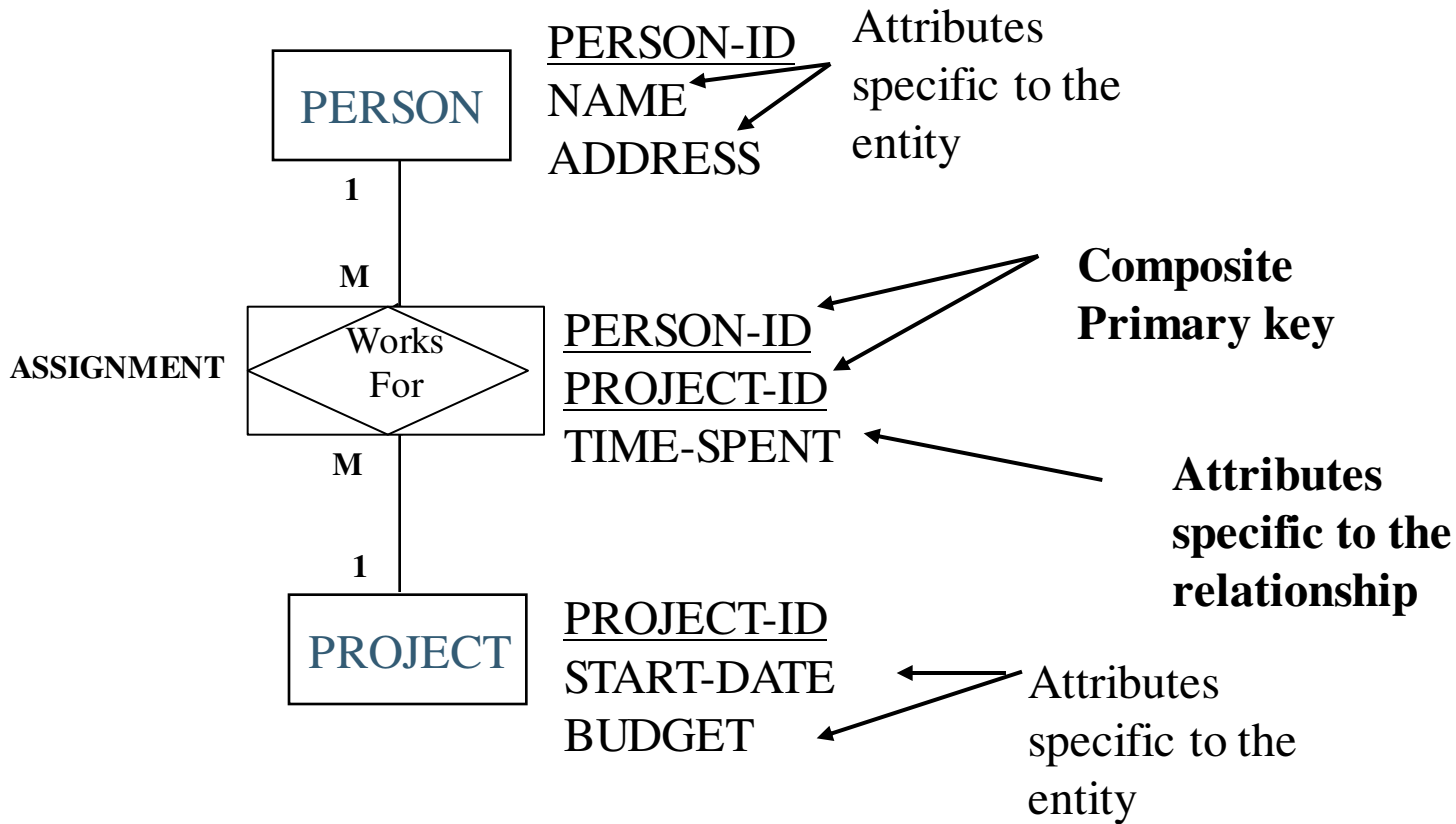 PERSON
PERSON-ID
NAME
ADDRESS
Attributes
specific to the
entity
1
M
ASSIGNMENT
Works
For
PERSON-ID
PROJECT-ID
TIME-SPENT
Composite
Primary key
Attributes
specific to the
relationship
M
1
PROJECT
PROJECT-ID
START-DATE
BUDGET
Attributes
specific to the
entity